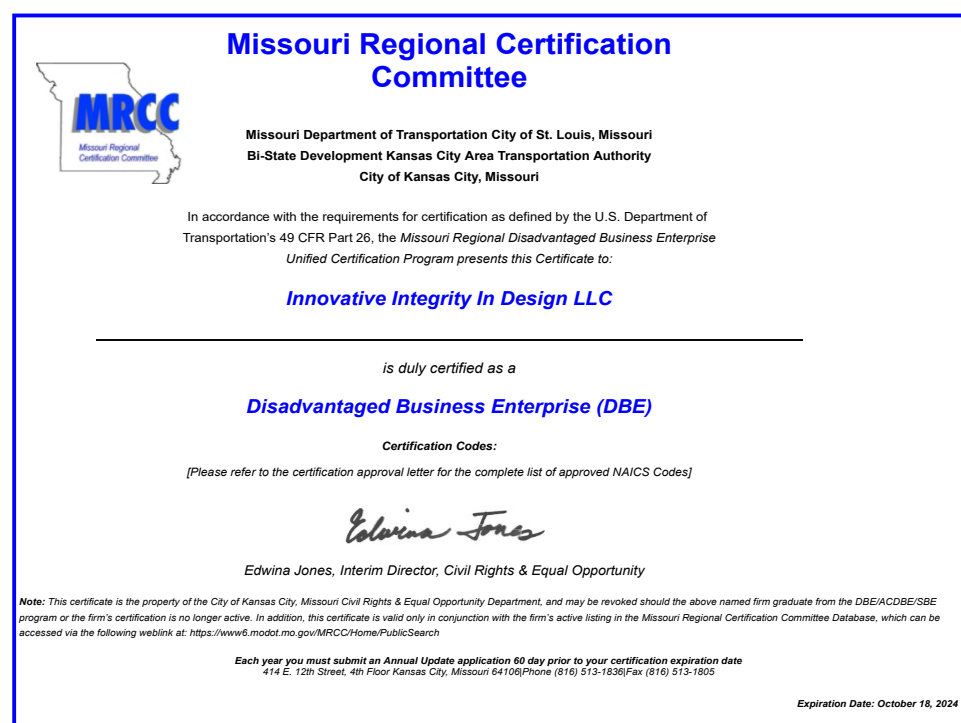 Missouri Regional Certification
Committee
MRCC
Missouri Regional
Certification Committee
Missouri Department of Transportation City of St. Louis, Missouri
Bi-State Development Kansas City Area Transportation Authority
City of Kansas City, Missouri
In accordance with the requirements for certification as defined by the U.S. Department of
Transportation's 49 CFR Part 26, the Missouri Regional Disadvantaged Business Enterprise
Unified Certification Program presents this Certificate to:
Innovative Integrity In Design LLC
is duly certified as a
Disadvantaged Business Enterprise (DBE)
Certification Codes:
[Please refer to the certification approval letter for the complete list of approved NAICS Codes]
Edwina Jones
Edwina Jones, Interim Director, Civil Rights & Equal Opportunity
Note: This certificate is the property of the City of Kansas City, Missouri Civil Rights & Equal Opportunity Department, and may be revoked should the above named firm graduate from the DBE/ACDBE/SBE
program or the firm's certification is no longer active. In addition, this certificate is valid only in conjunction with the firm's active listing in the Missouri Regional Certification Committee Database, which can be
accessed via the following weblink at: https://www6.modot.mo.gov/MRCC/Home/PublicSearch
Each year you must submit an Annual Update application 60 day prior to your certification expiration date
414 E. 12th Street, 4th Floor Kansas City, Missouri 64106|Phone (816) 513-1836|Fax (816) 513-1805
Expiration Date: October 18, 2024